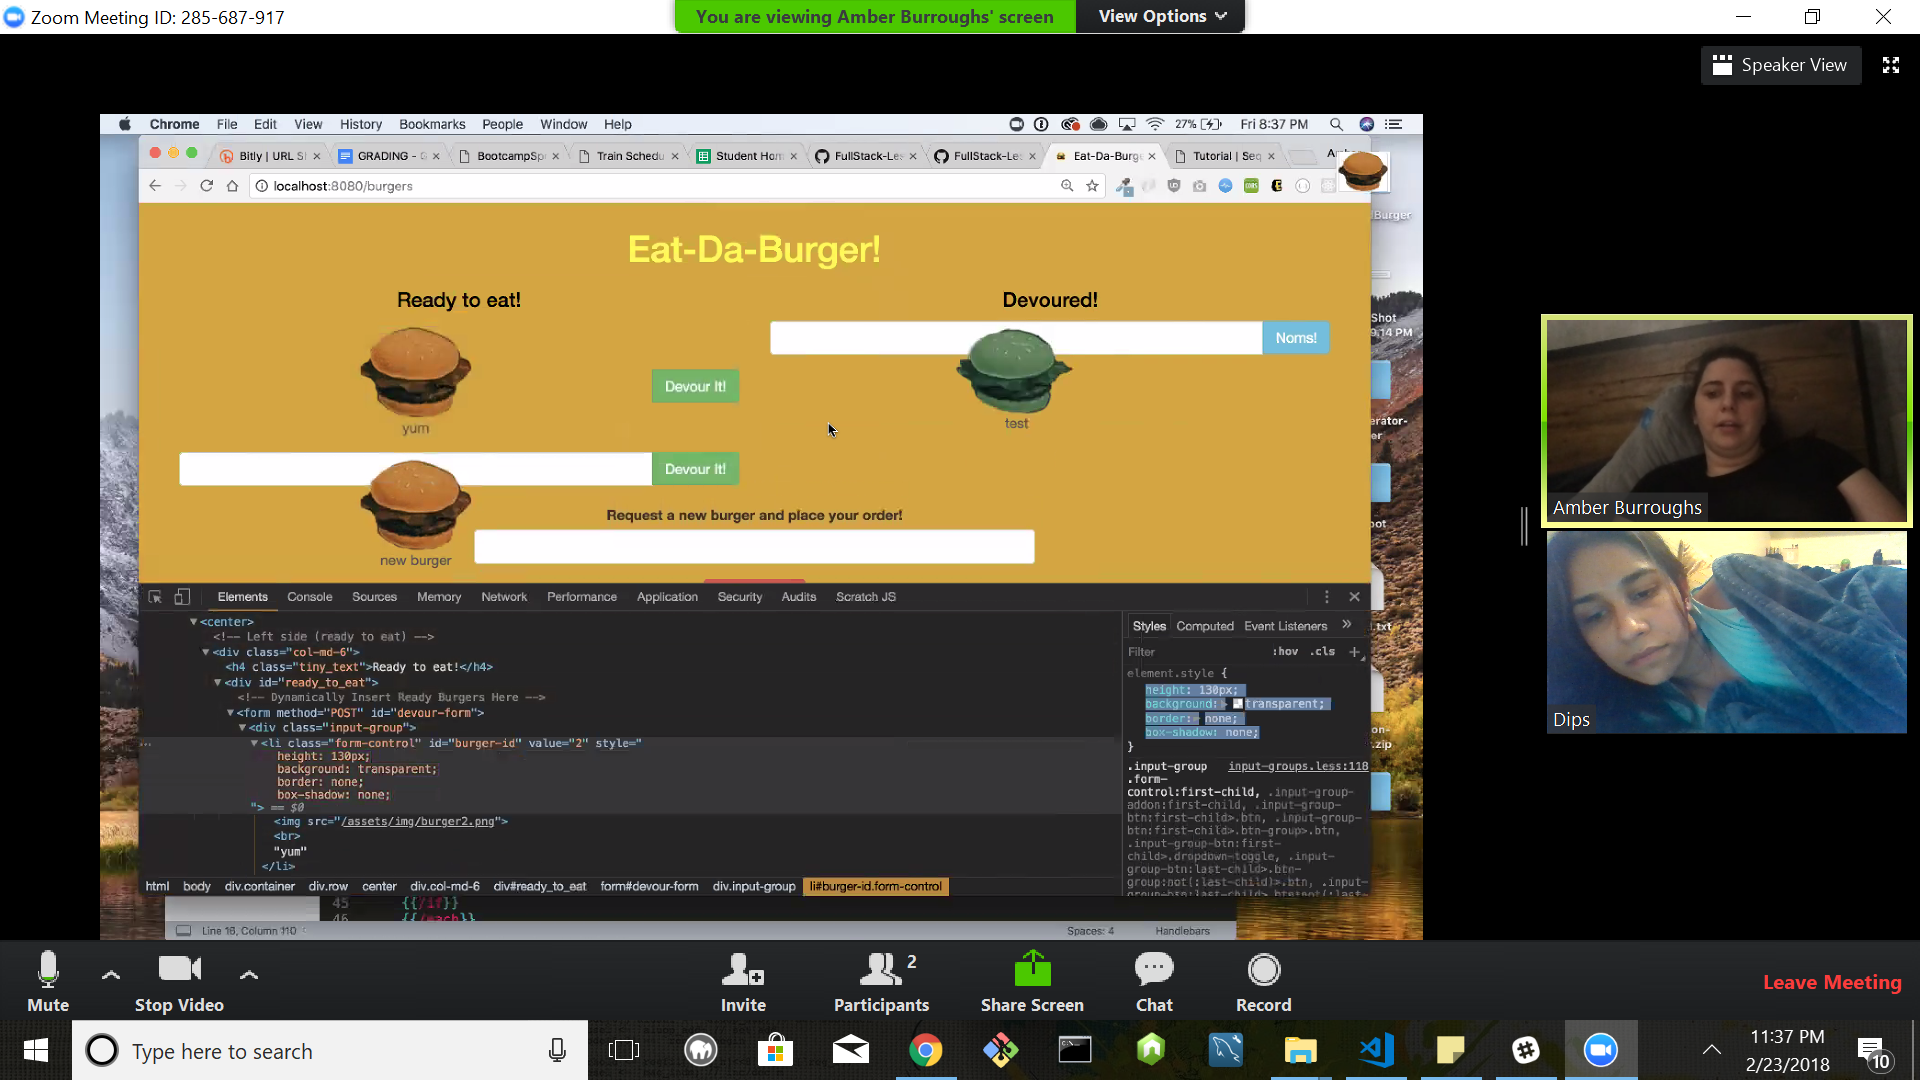 Zoom Meeting ID: 285-687-917
You are viewing Amber Burroughs' screen
View Options
Speaker View
Chrome File Edit View History Bookmarks People Window Help
27% Fri 8:37 PM
Bitly | URL S
GRADING - G
BootcampSp
Train Schedu
Student Hom
FullStack-Le
FullStack-Le
Eat-Da-Burge
Tutorial | Seq
localhost:8080/burgers
Burger
Eat-Da-Burger!
Ready to eat!
Devoured!
Noms!
Shot
9.14 PM
Devour It!
yum
test
erator-
er
Devour It!
Request a new burger and place your order!
new burger
Elements Console Sources Memory Network Performance Application Security Audits Scratch JS
<center>
<!-- Left side (ready to eat) -->
<div class="col-md-6">
<h4 class="tiny_text">Ready to eat!</h4>
<div id="ready_to_eat">
<!-- Dynamically Insert Ready Burgers Here -->
<form method="POST" id="devour-form">
<div class="input-group">
<li class="form-control" id="burger-id" value="2" style="
height: 130px;
background: transparent;
border: none;
box-shadow: none;
"> == $0
<img src="/assets/img/burger2.png">
<br>
"yum"
</li>
html body div.container div.row center div.col-md-6 div#ready_to_eat form#devour-form div.input-group li#burger-id.form-control
Styles Computed Event Listeners »
Filter :hov .cls +
element.style {
height: 130px;
background: transparent;
border: none;
box-shadow: none;
}
.input-group input-groups.less:118
.form-
control:first-child, .input-group-
addon:first-child, .input-group-
btn:first-child>.btn, .input-group-
btn:first-child>.btn-group>.btn,
.input-group-btn:first-
child>.dropdown-toggle, .input-
group-btn:last-child>.btn-
group:not(:last-child)>.btn, .input-
.txt
.zip
45 {{/if}}
46 {{/each}}
Line 16, Column 110
Spaces: 4
Handlebars
Amber Burroughs
Dips
Mute
Stop Video
Invite
Participants 2
Share Screen
Chat
Record
Leave Meeting
Type here to search
11:37 PM
2/23/2018
10